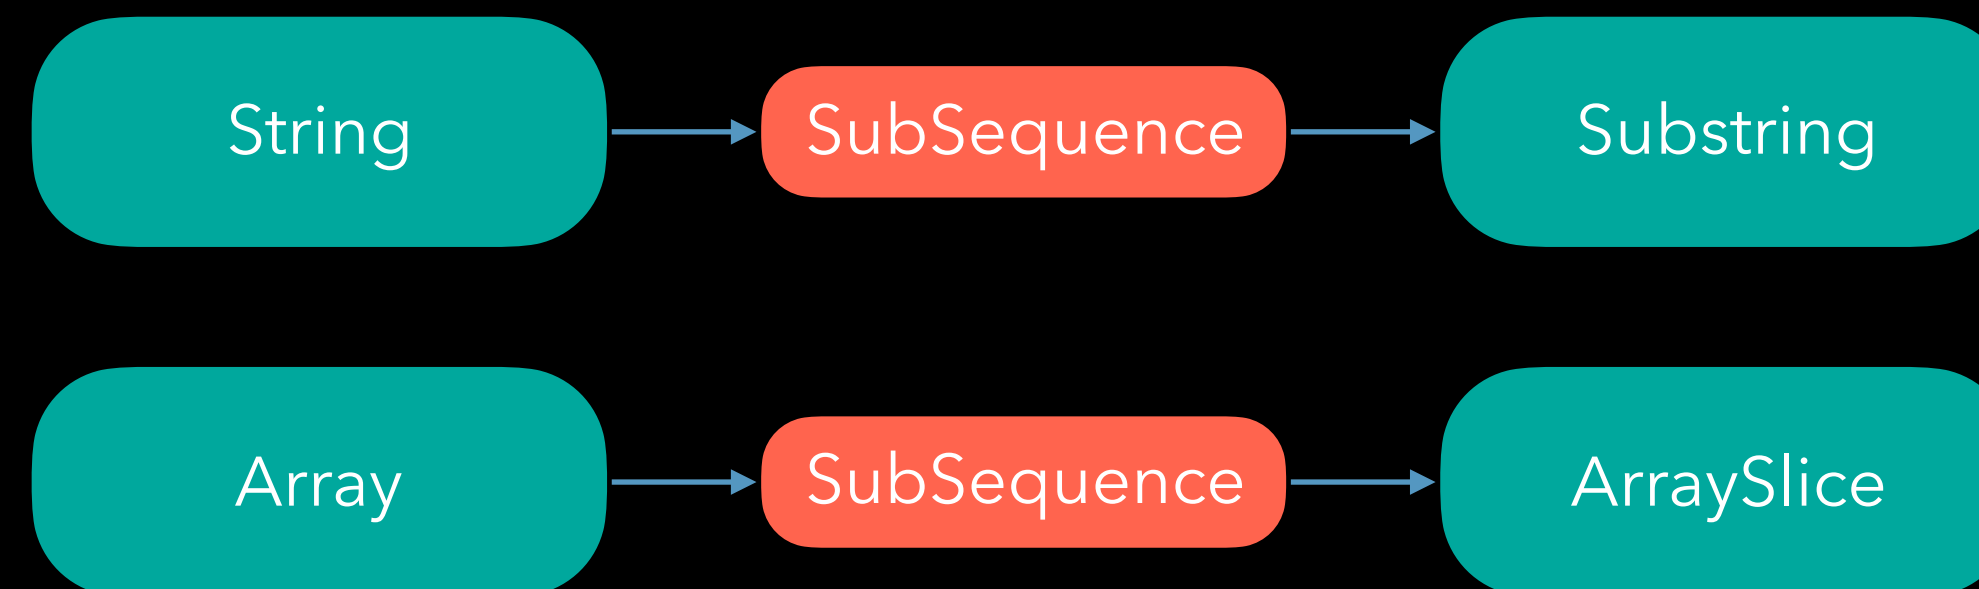 String
SubSequence
Substring
Array
SubSequence
ArraySlice